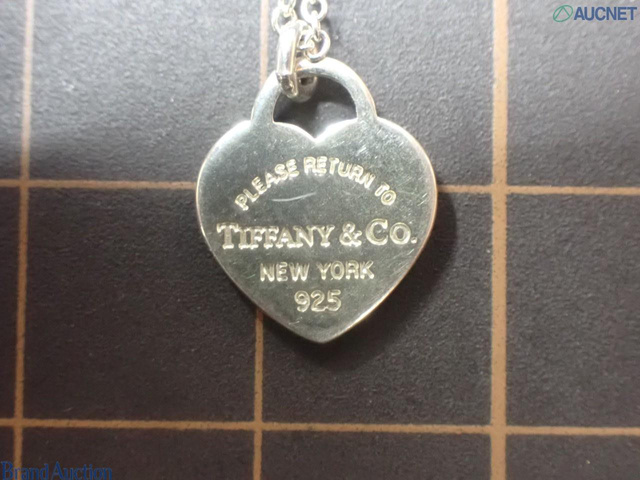 AUCNET
PLEASE RETURN TO
TIFFANY & CO.
NEW YORK
925
Brand Auction